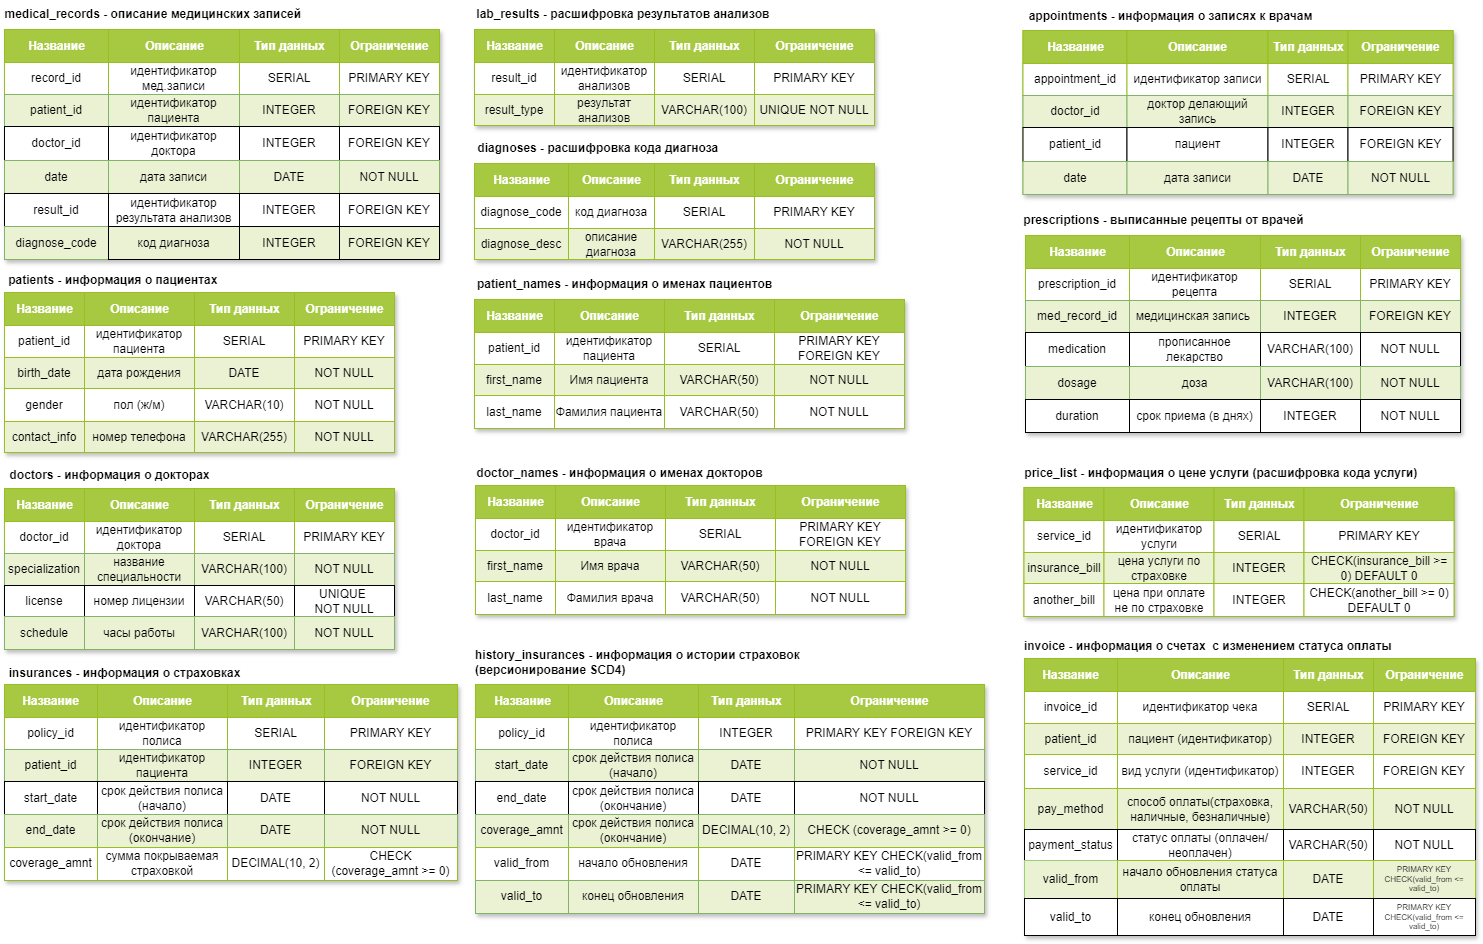 medical_records - описание медицинских записей
Название Описание Тип данных Ограничение
record_id идентификатор мед.записи SERIAL PRIMARY KEY
patient_id идентификатор пациента INTEGER FOREIGN KEY
doctor_id идентификатор доктора INTEGER FOREIGN KEY
date дата записи DATE NOT NULL
result_id идентификатор результата анализов INTEGER FOREIGN KEY
diagnose_code код диагноза INTEGER FOREIGN KEY
patients - информация о пациентах
Название Описание Тип данных Ограничение
patient_id идентификатор пациента SERIAL PRIMARY KEY
birth_date дата рождения DATE NOT NULL
gender пол (ж/м) VARCHAR(10) NOT NULL
contact_info номер телефона VARCHAR(255) NOT NULL
doctors - информация о докторах
Название Описание Тип данных Ограничение
doctor_id идентификатор доктора SERIAL PRIMARY KEY
specialization название специальности VARCHAR(100) NOT NULL
license номер лицензии VARCHAR(50) UNIQUE NOT NULL
schedule часы работы VARCHAR(100) NOT NULL
insurances - информация о страховках
Название Описание Тип данных Ограничение
policy_id идентификатор полиса SERIAL PRIMARY KEY
patient_id идентификатор пациента INTEGER FOREIGN KEY
start_date срок действия полиса (начало) DATE NOT NULL
end_date срок действия полиса (окончание) DATE NOT NULL
coverage_amnt сумма покрываемая страховкой DECIMAL(10, 2) CHECK (coverage_amnt >= 0)
lab_results - расшифровка результатов анализов
Название Описание Тип данных Ограничение
result_id идентификатор анализов SERIAL PRIMARY KEY
result_type результат анализов VARCHAR(100) UNIQUE NOT NULL
diagnoses - расшифровка кода диагноза
Название Описание Тип данных Ограничение
diagnose_code код диагноза SERIAL PRIMARY KEY
diagnose_desc описание диагноза VARCHAR(255) NOT NULL
patient_names - информация о именах пациентов
Название Описание Тип данных Ограничение
patient_id идентификатор пациента SERIAL PRIMARY KEY FOREIGN KEY
first_name Имя пациента VARCHAR(50) NOT NULL
last_name Фамилия пациента VARCHAR(50) NOT NULL
doctor_names - информация о именах докторов
Название Описание Тип данных Ограничение
doctor_id идентификатор врача SERIAL PRIMARY KEY FOREIGN KEY
first_name Имя врача VARCHAR(50) NOT NULL
last_name Фамилия врача VARCHAR(50) NOT NULL
history_insurances - информация о истории страховок
(версионирование SCD4)
Название Описание Тип данных Ограничение
policy_id идентификатор полиса INTEGER PRIMARY KEY FOREIGN KEY
start_date срок действия полиса (начало) DATE NOT NULL
end_date срок действия полиса (окончание) DATE NOT NULL
coverage_amnt срок действия полиса (окончание) DECIMAL(10, 2) CHECK (coverage_amnt >= 0)
valid_from начало обновления DATE PRIMARY KEY CHECK(valid_from <= valid_to)
valid_to конец обновления DATE PRIMARY KEY CHECK(valid_from <= valid_to)
appointments - информация о записях к врачам
Название Описание Тип данных Ограничение
appointment_id идентификатор записи SERIAL PRIMARY KEY
doctor_id доктор делающий запись INTEGER FOREIGN KEY
patient_id пациент INTEGER FOREIGN KEY
date дата записи DATE NOT NULL
prescriptions - выписанные рецепты от врачей
Название Описание Тип данных Ограничение
prescription_id идентификатор рецепта SERIAL PRIMARY KEY
med_record_id медицинская запись INTEGER FOREIGN KEY
medication прописанное лекарство VARCHAR(100) NOT NULL
dosage доза VARCHAR(100) NOT NULL
duration срок приема (в днях) INTEGER NOT NULL
price_list - информация о цене услуги (расшифровка кода услуги)
Название Описание Тип данных Ограничение
service_id идентификатор услуги SERIAL PRIMARY KEY
insurance_bill цена услуги по страховке INTEGER CHECK(insurance_bill >= 0) DEFAULT 0
another_bill цена при оплате не по страховке INTEGER CHECK(another_bill >= 0) DEFAULT 0
invoice - информация о счетах с изменением статуса оплаты
Название Описание Тип данных Ограничение
invoice_id идентификатор чека SERIAL PRIMARY KEY
patient_id пациент (идентификатор) INTEGER FOREIGN KEY
service_id вид услуги (идентификатор) INTEGER FOREIGN KEY
pay_method способ оплаты(страховка, наличные, безналичные) VARCHAR(50) NOT NULL
payment_status статус оплаты (оплачен/ неоплачен) VARCHAR(50) NOT NULL
valid_from начало обновления статуса оплаты DATE PRIMARY KEY CHECK(valid_from <= valid_to)
valid_to конец обновления DATE PRIMARY KEY CHECK(valid_from <= valid_to)